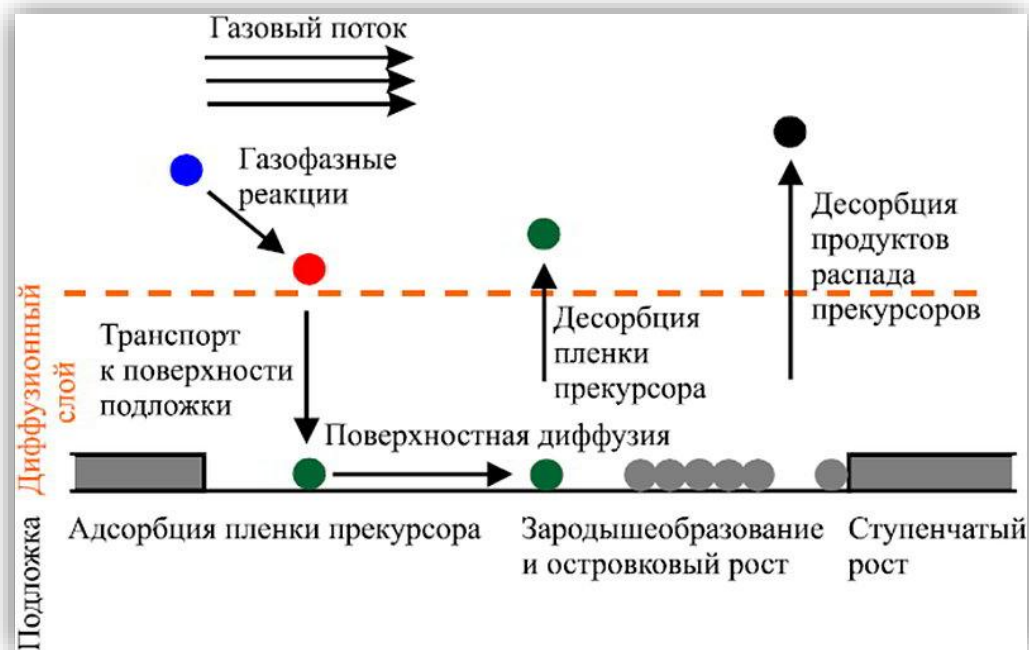 Газовый поток
Газофазные
реакции
Десорбция
продуктов
распада
прекурсоров
Диффузионный
слой
Транспорт
к поверхности
подложки
Десорбция
пленки
прекурсора
Поверхностная диффузия
Подложка
Адсорбция пленки прекурсора
Зародышеобразование
и островковый рост
Ступенчатый
рост